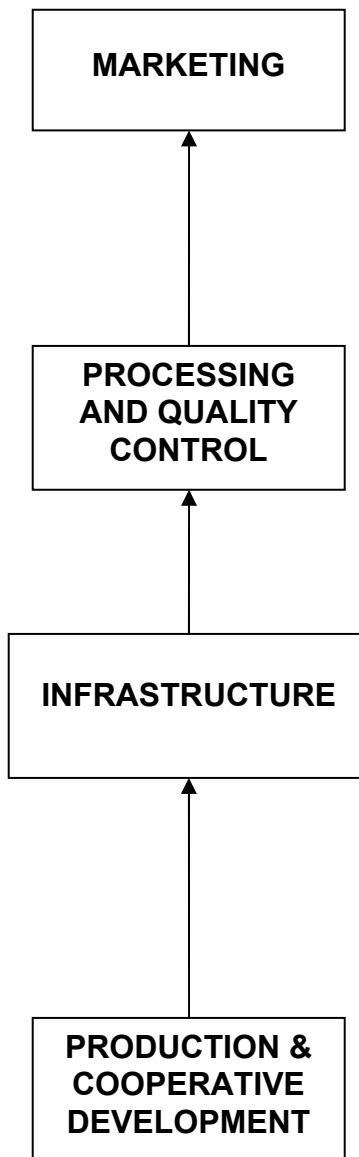 MARKETING
PROCESSING
AND QUALITY
CONTROL
INFRASTRUCTURE
PRODUCTION &
COOPERATIVE
DEVELOPMENT